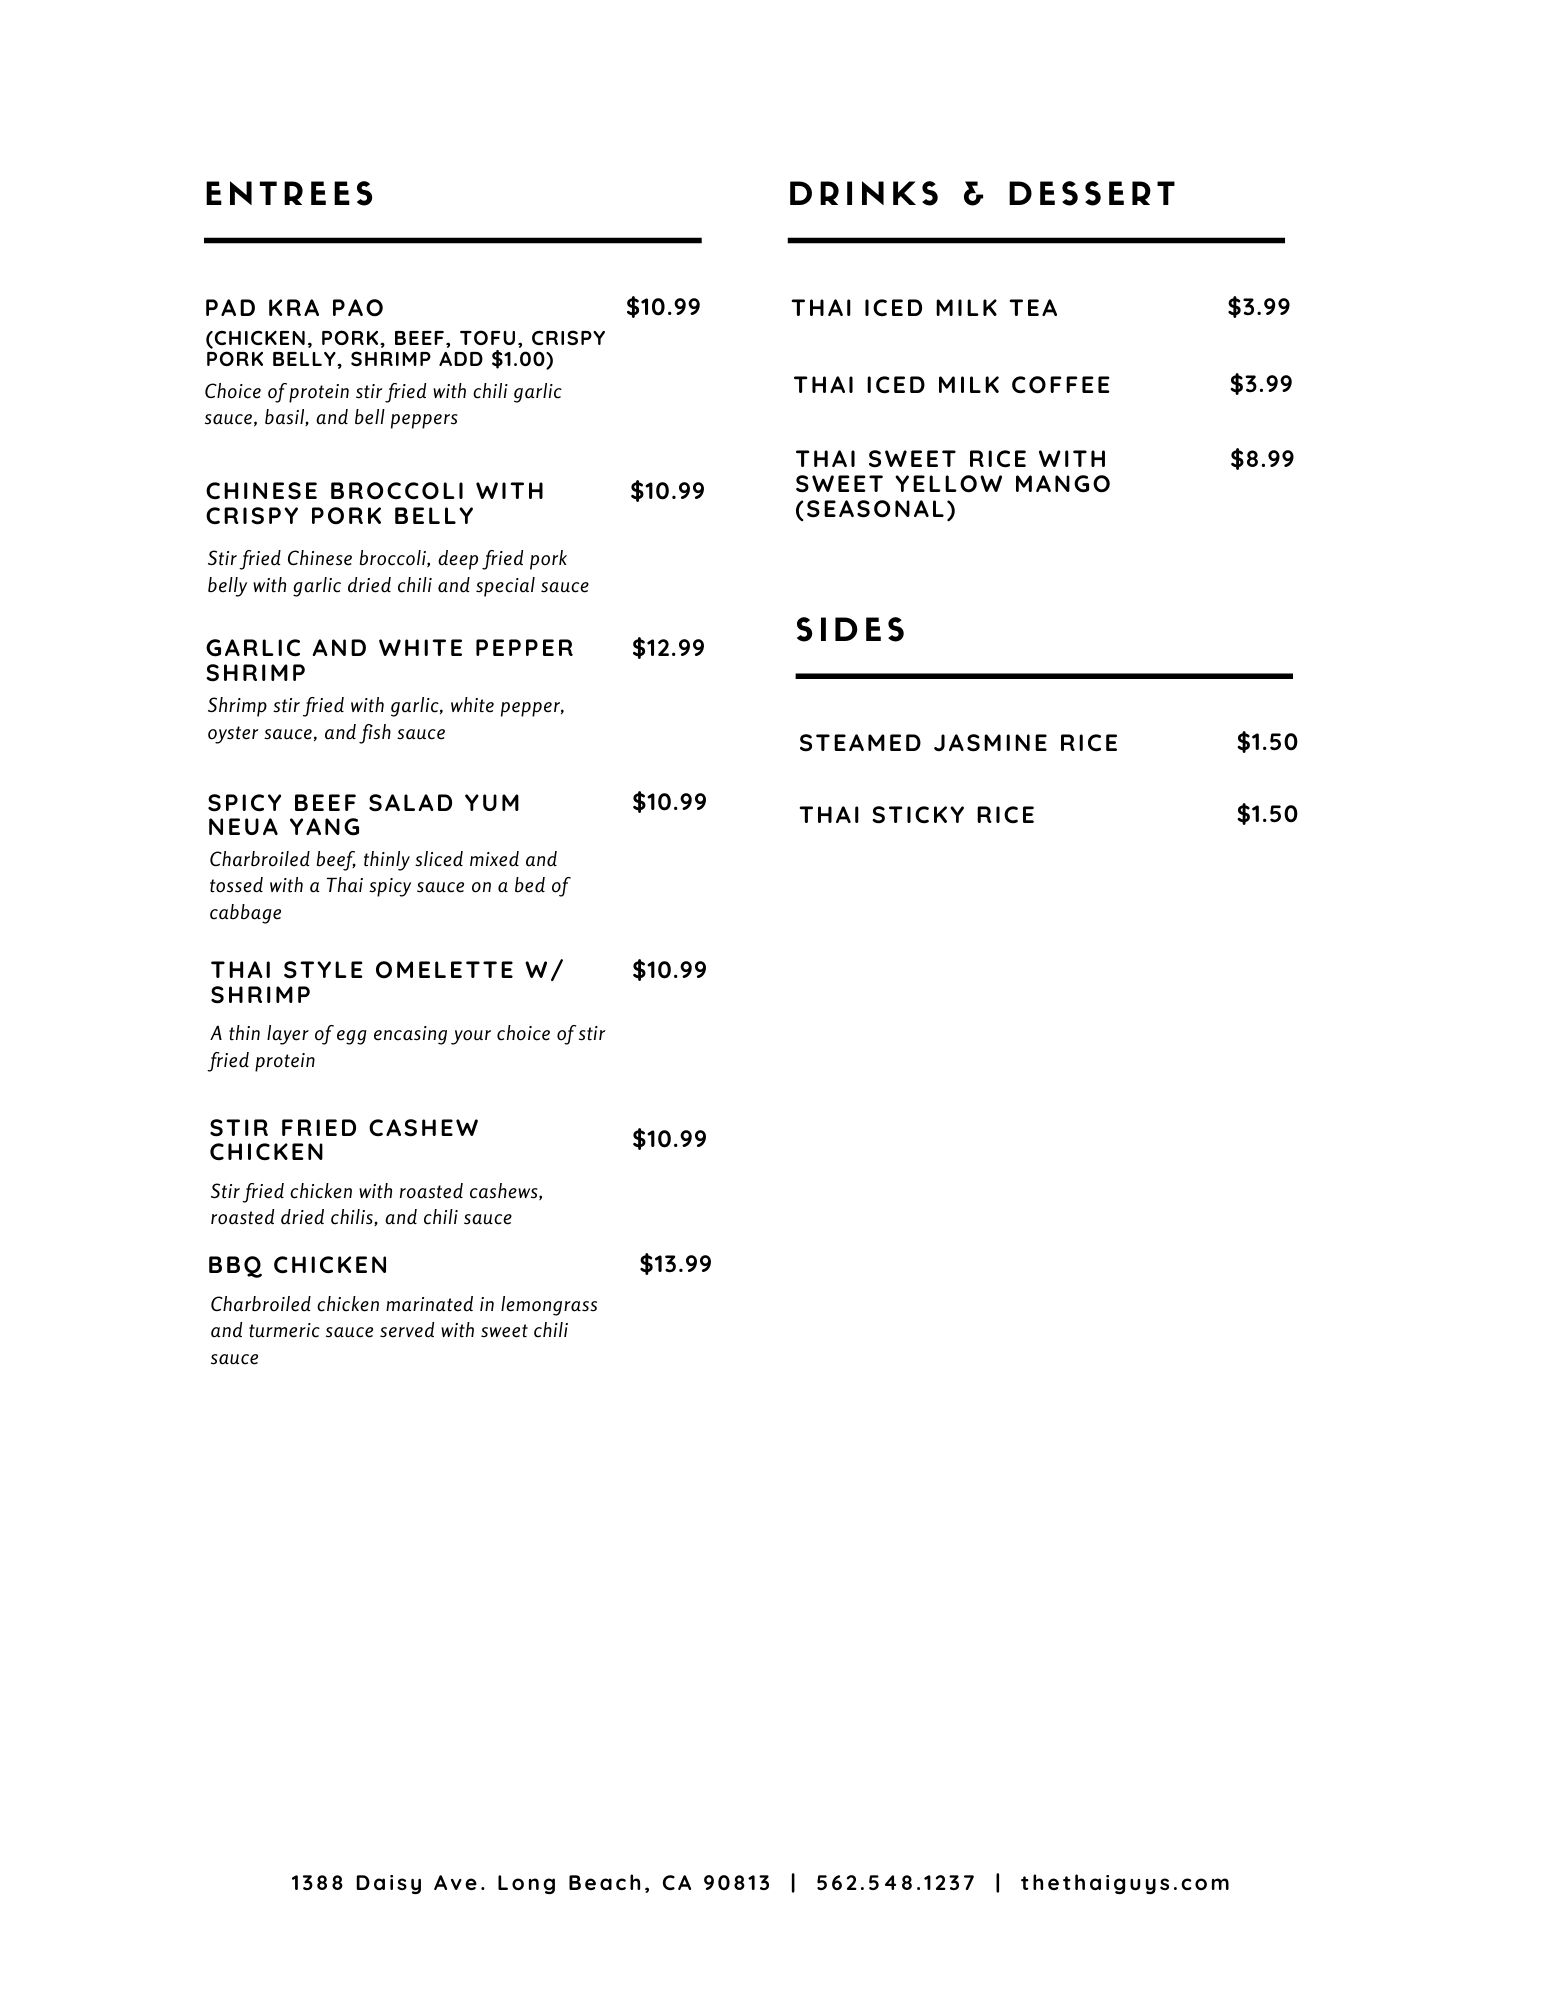 ENTREES
PAD KRA PAO $10.99
(CHICKEN, PORK, BEEF, TOFU, CRISPY
PORK BELLY, SHRIMP ADD $1.00)
Choice of protein stir fried with chili garlic
sauce, basil, and bell peppers
CHINESE BROCCOLI WITH $10.99
CRISPY PORK BELLY
Stir fried Chinese broccoli, deep fried pork
belly with garlic dried chili and special sauce
GARLIC AND WHITE PEPPER $12.99
SHRIMP
Shrimp stir fried with garlic, white pepper,
oyster sauce, and fish sauce
SPICY BEEF SALAD YUM $10.99
NEUA YANG
Charbroiled beef, thinly sliced mixed and
tossed with a Thai spicy sauce on a bed of
cabbage
THAI STYLE OMELETTE W/ $10.99
SHRIMP
A thin layer of egg encasing your choice of stir
fried protein
STIR FRIED CASHEW
CHICKEN $10.99
Stir fried chicken with roasted cashews,
roasted dried chilis, and chili sauce
BBQ CHICKEN $13.99
Charbroiled chicken marinated in lemongrass
and turmeric sauce served with sweet chili
sauce
DRINKS & DESSERT
THAI ICED MILK TEA $3.99
THAI ICED MILK COFFEE $3.99
THAI SWEET RICE WITH $8.99
SWEET YELLOW MANGO
(SEASONAL)
SIDES
STEAMED JASMINE RICE $1.50
THAI STICKY RICE $1.50
1388 Daisy Ave. Long Beach, CA 90813 | 562.548.1237 | thethaiguys.com